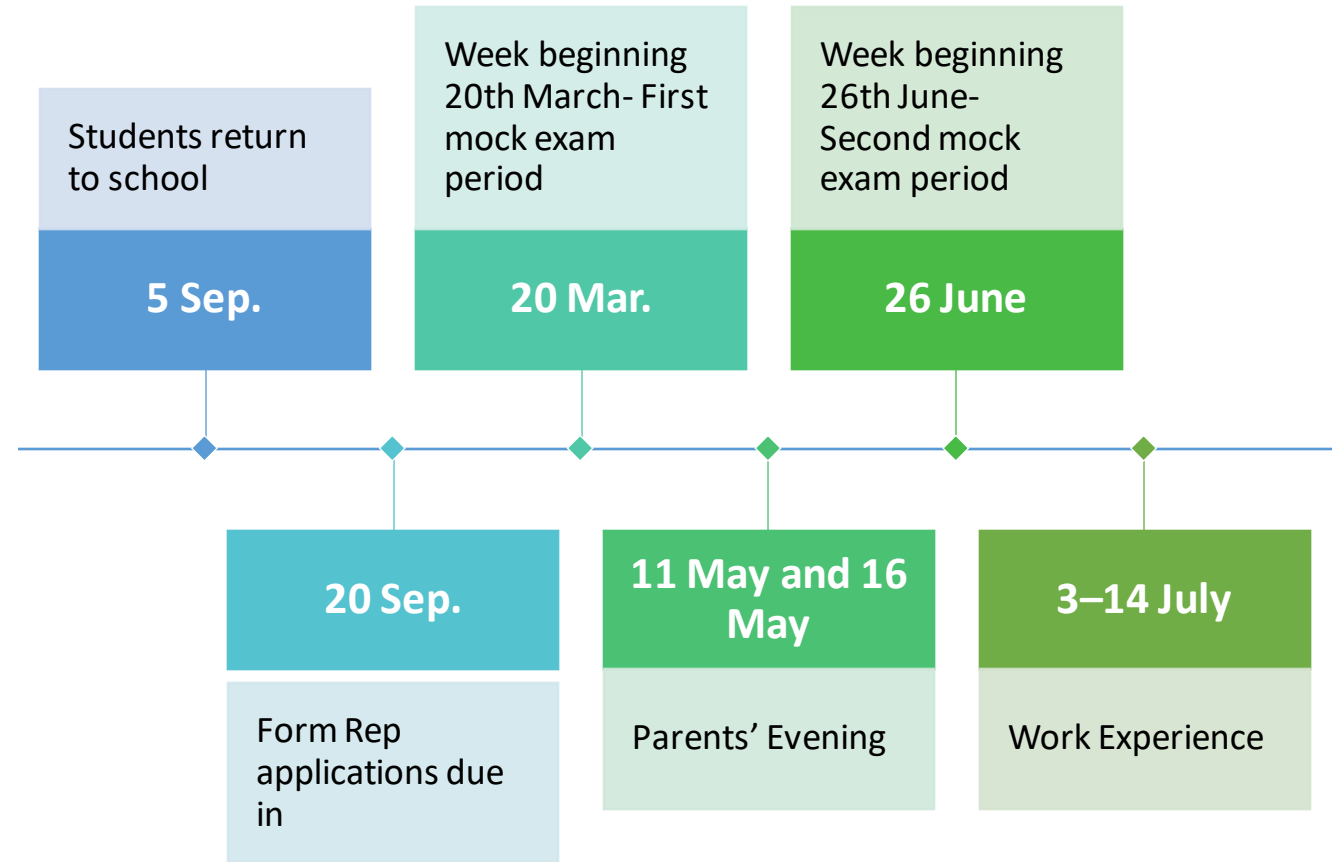 Students return
to school
5 Sep.
Week beginning
20th March- First
mock exam
period
20 Mar.
Week beginning
26th June-
Second mock
exam period
26 June
20 Sep.
Form Rep
applications due
in
11 May and 16
May
Parents’ Evening
3–14 July
Work Experience